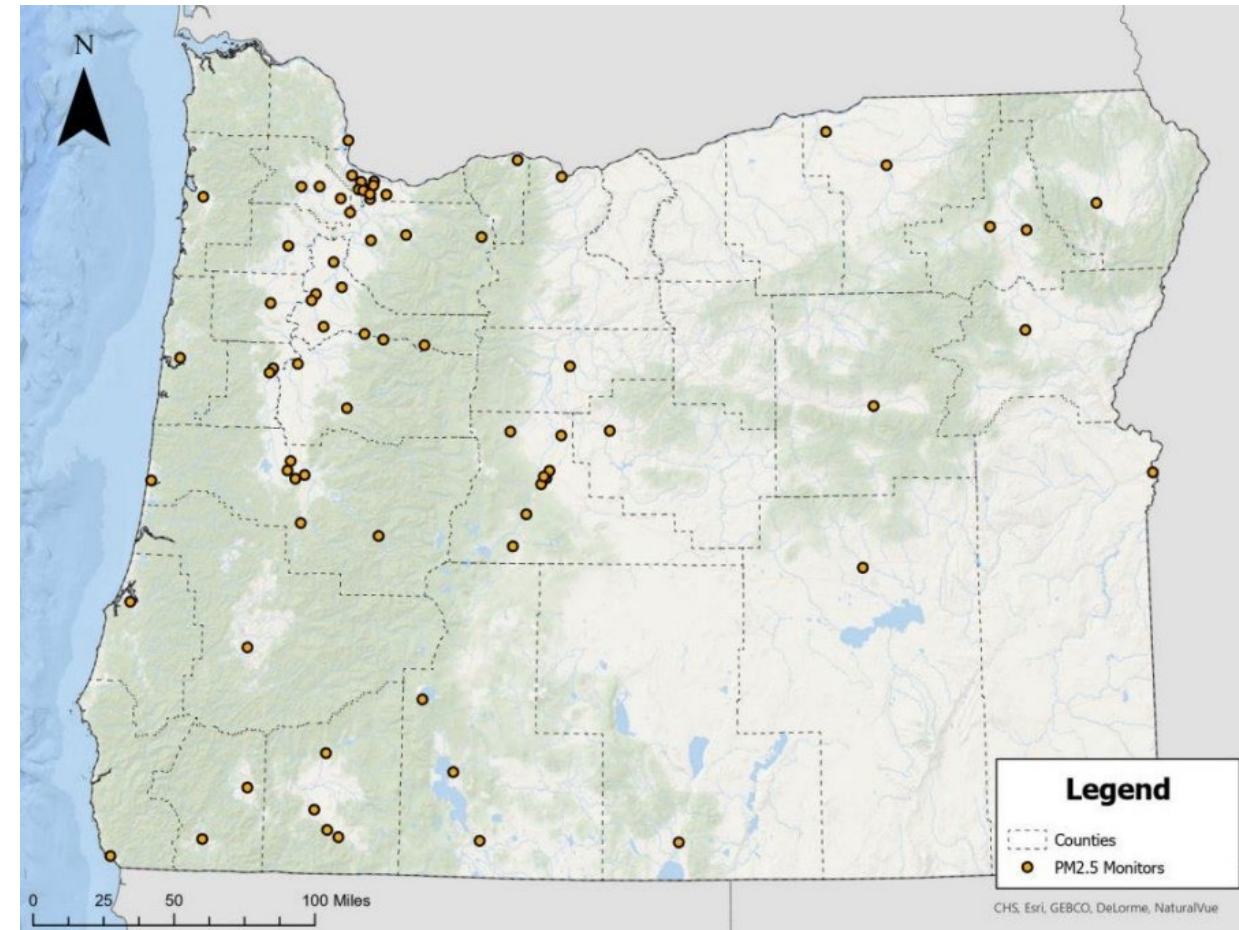 N
Legend
Counties
PM2.5 Monitors
0 25 50 100 Miles
CHS, Esri, GEBCO, DeLorme, NaturalVue